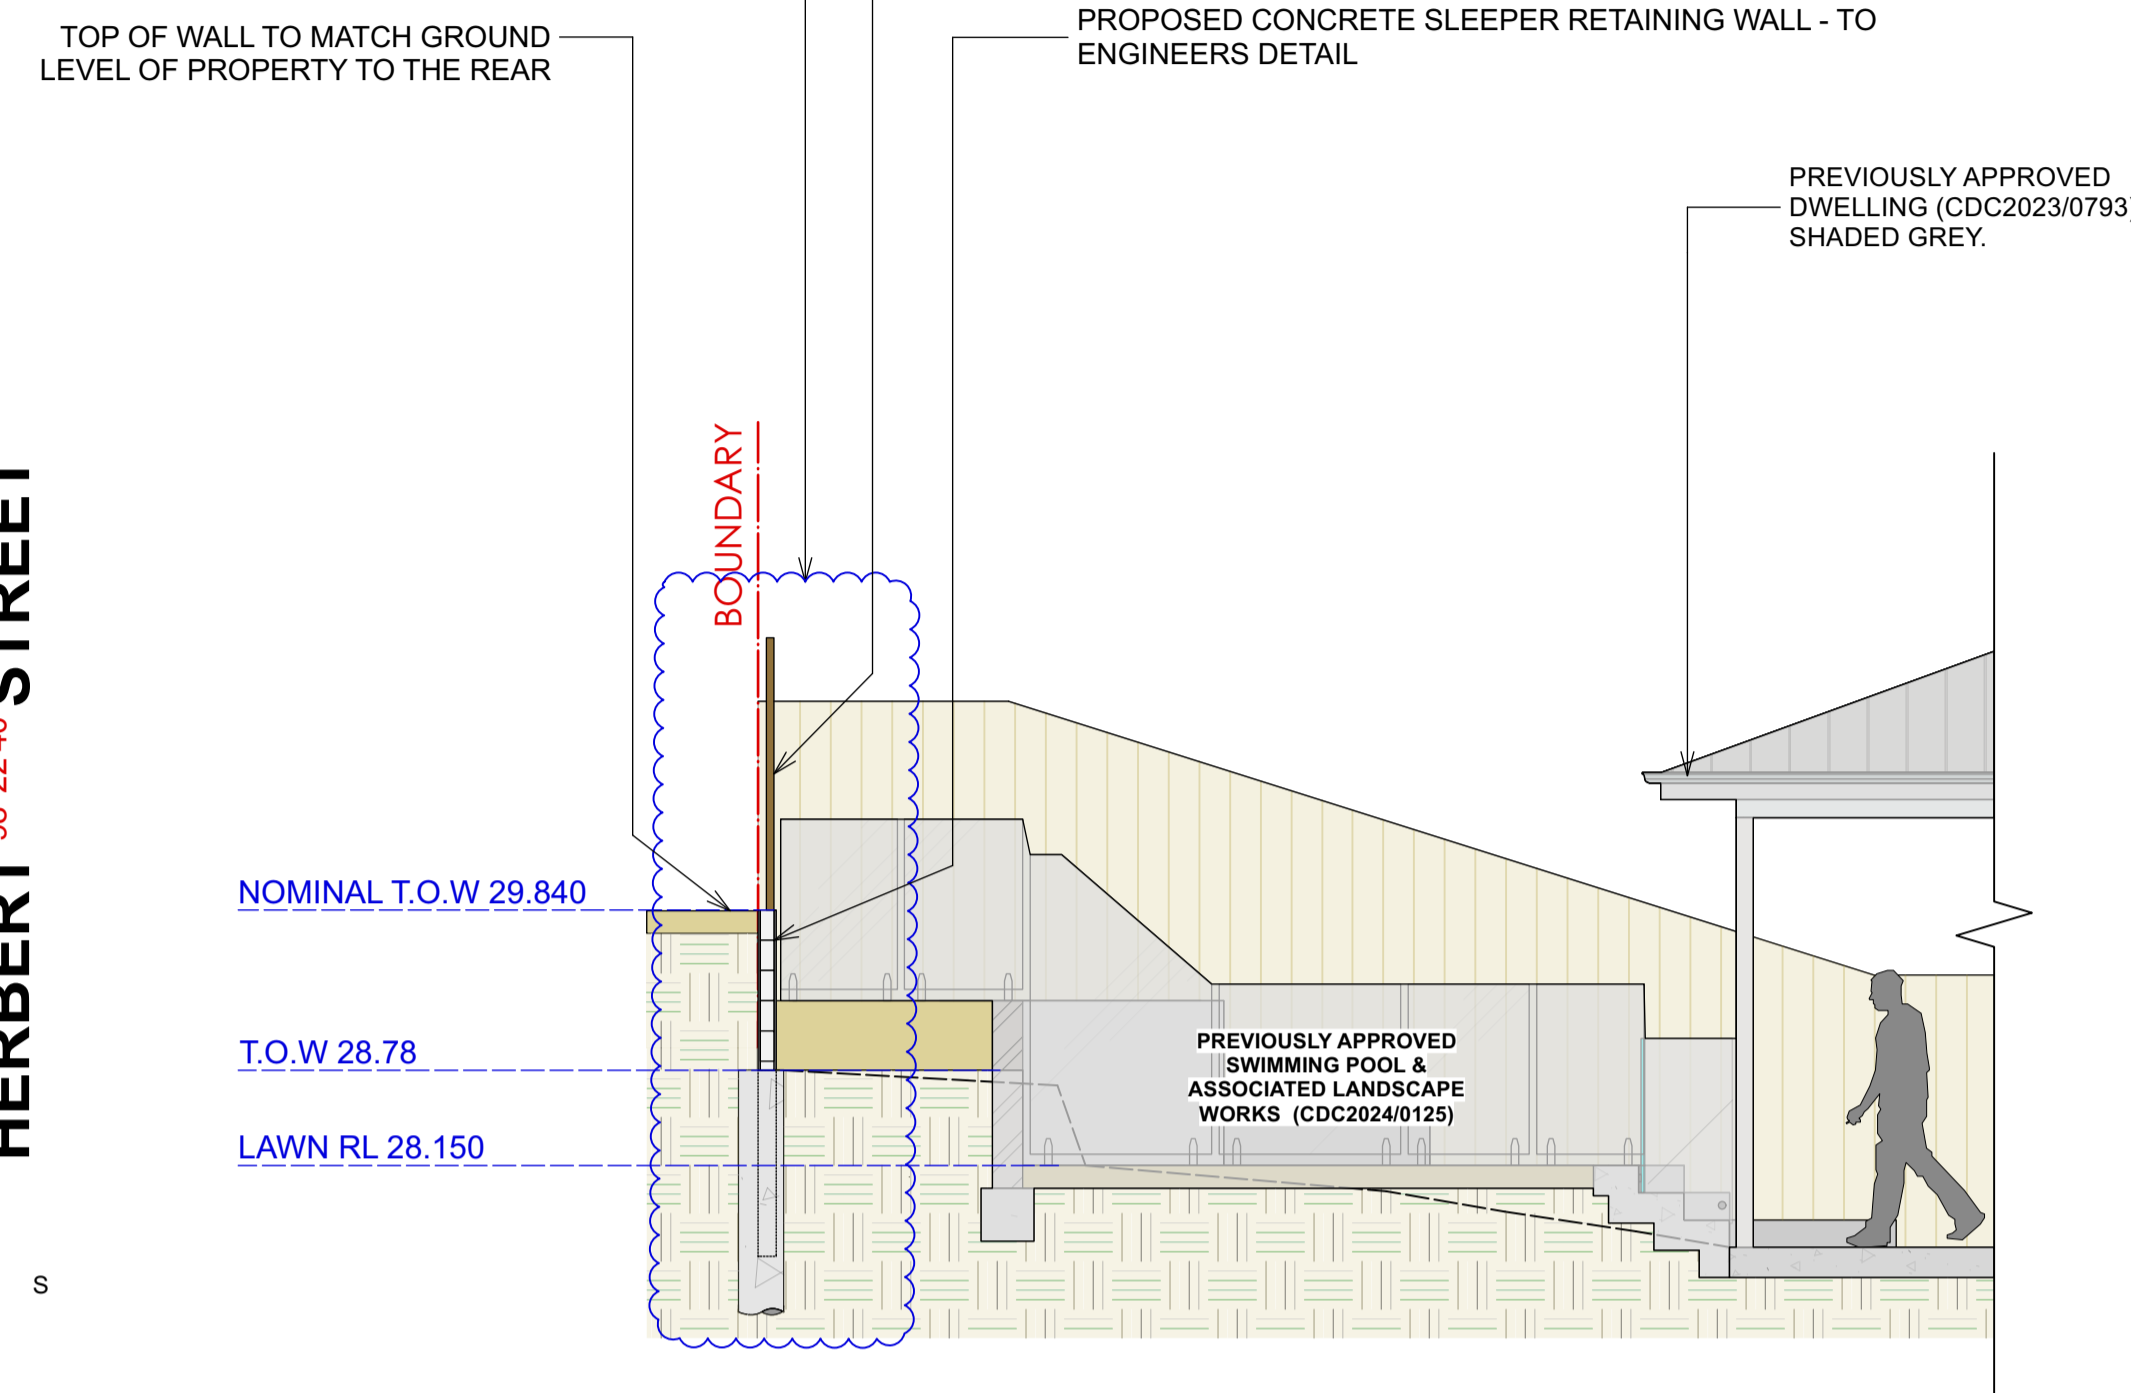 TOP OF WALL TO MATCH GROUND
LEVEL OF PROPERTY TO THE REAR
PROPOSED CONCRETE SLEEPER RETAINING WALL - TO
ENGINEERS DETAIL
PREVIOUSLY APPROVED
DWELLING (CDC2023/0793)
SHADED GREY.
BOUNDARY
HERBERT STREET
NOMINAL T.O.W 29.840
T.O.W 28.78
LAWN RL 28.150
PREVIOUSLY APPROVED
SWIMMING POOL &
ASSOCIATED LANDSCAPE
WORKS (CDC2024/0125)
S